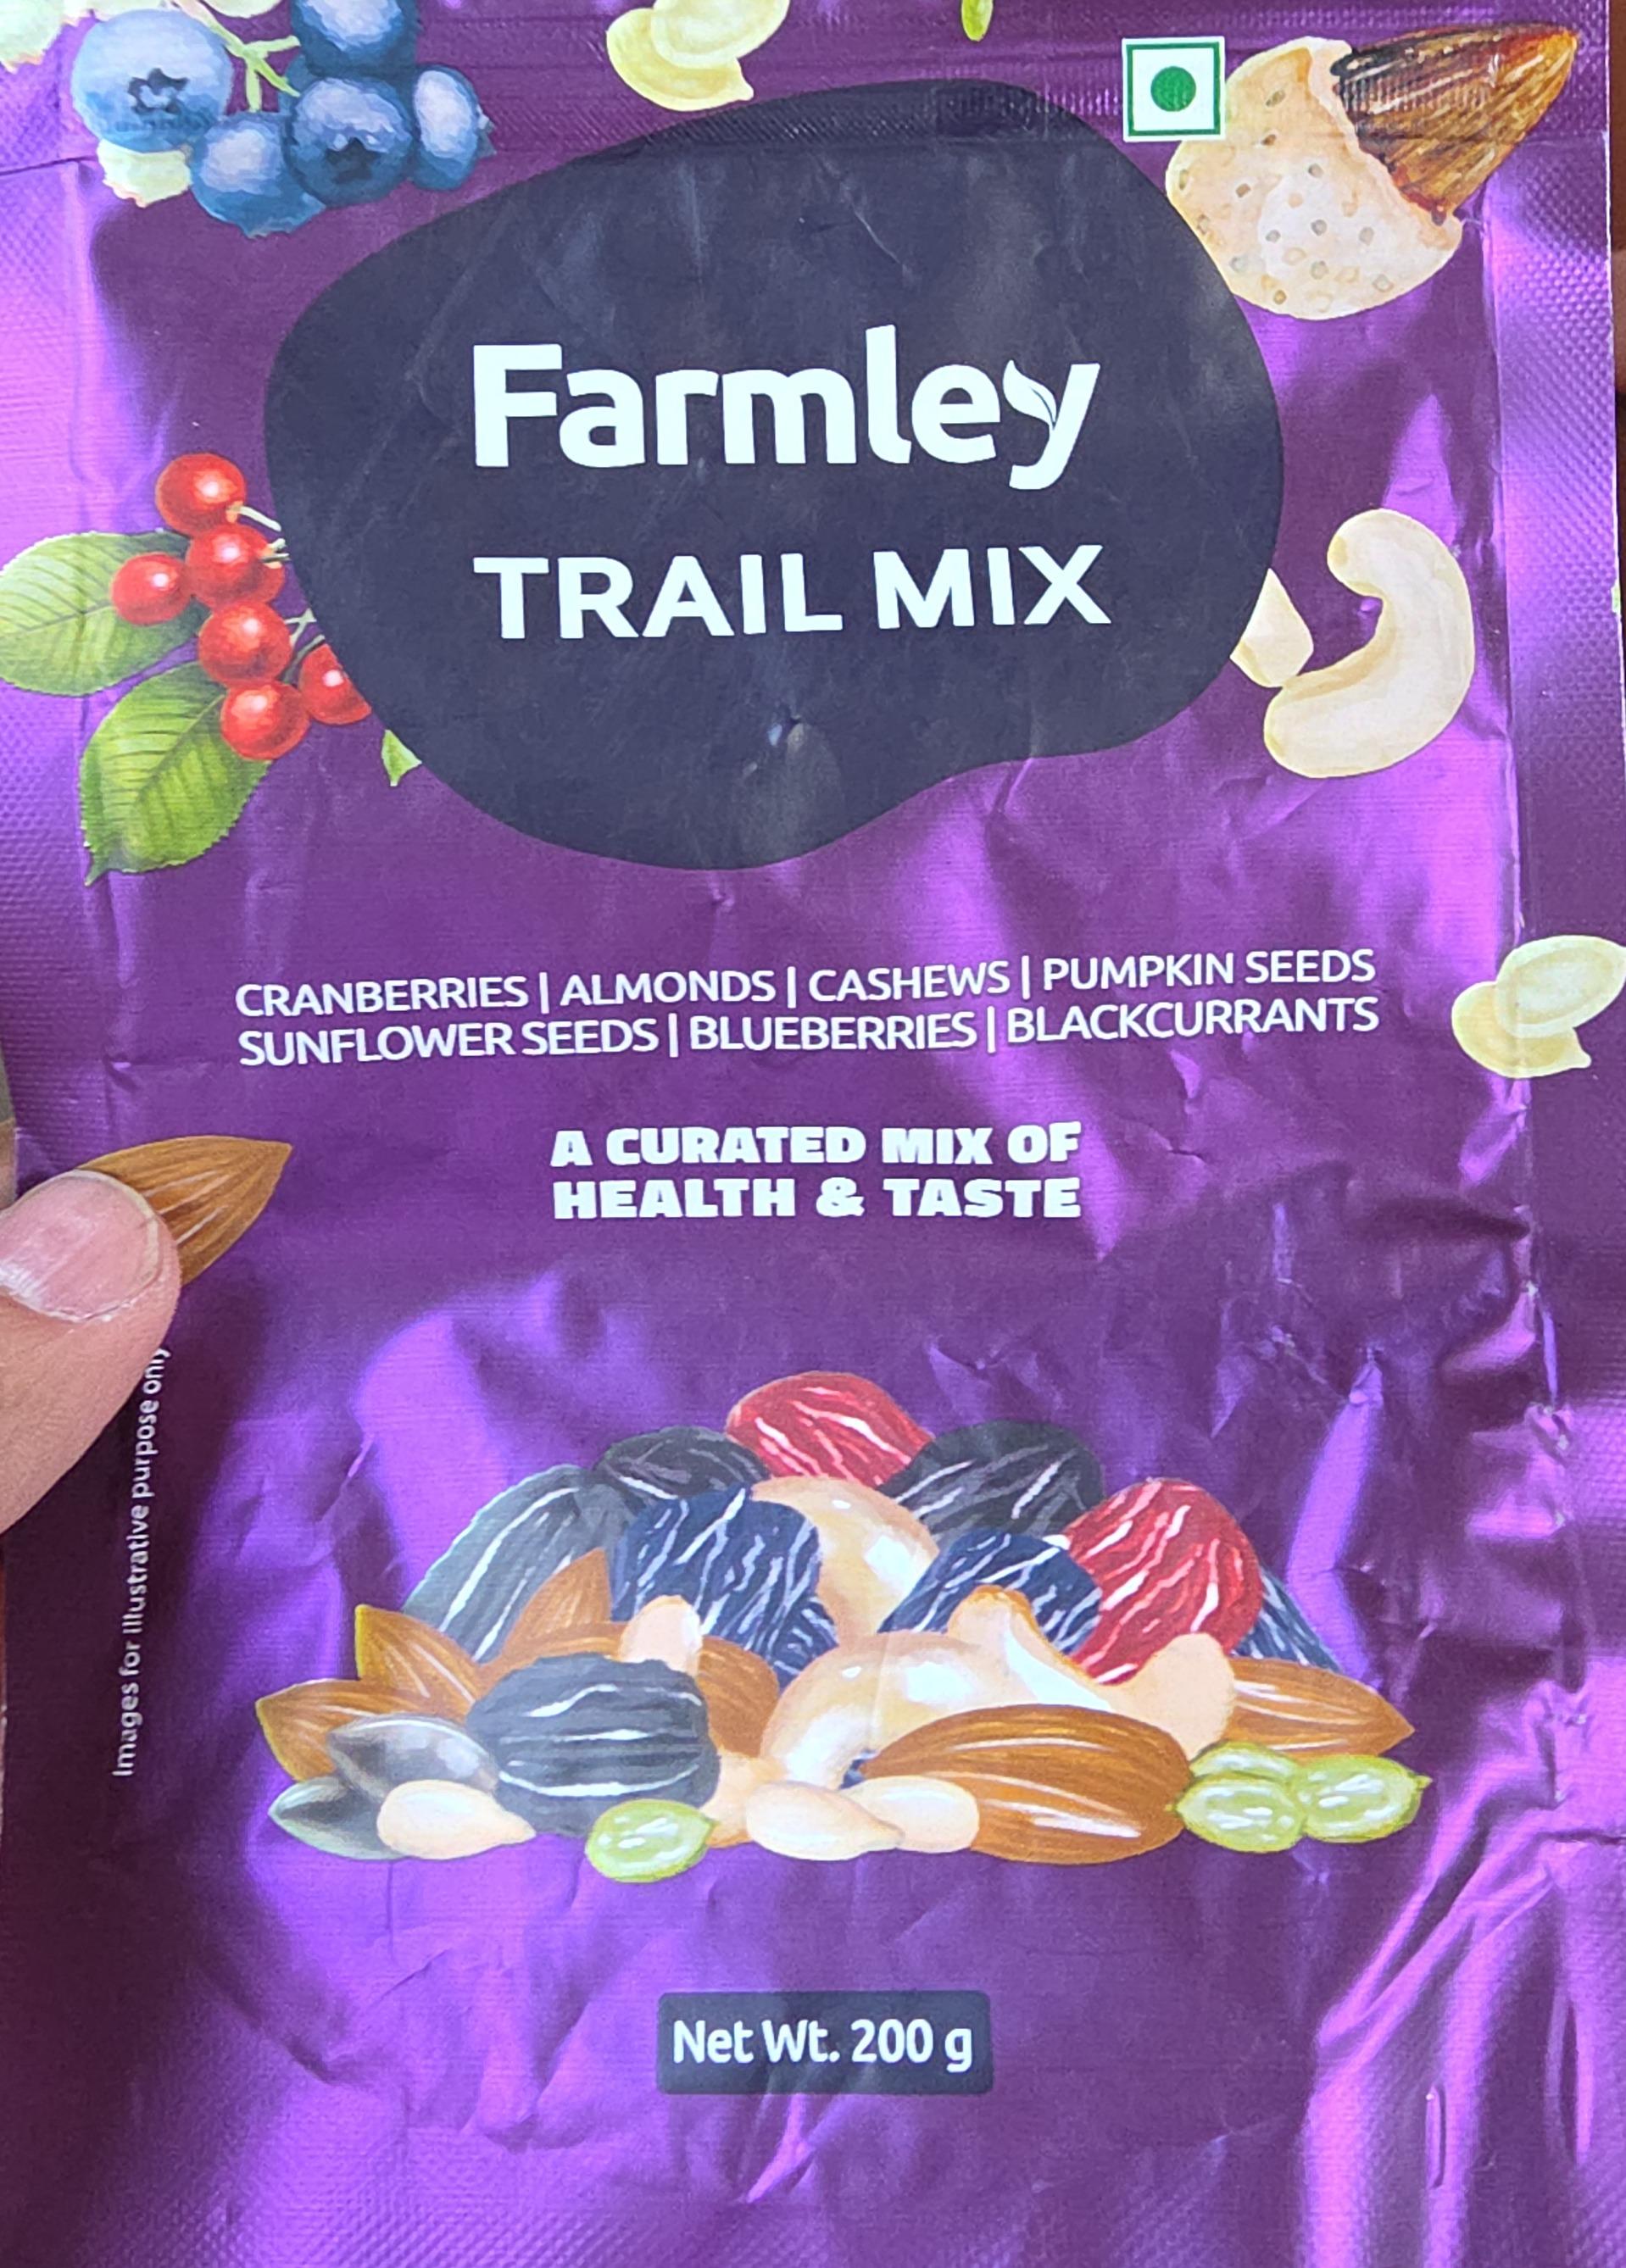 Farmley
TRAIL MIX
CRANBERRIES | ALMONDS | CASHEWS | PUMPKIN SEEDS
SUNFLOWER SEEDS | BLUEBERRIES | BLACKCURRANTS
A CURATED MIX OF
HEALTH & TASTE
Images for illustrative purpose only
Net Wt. 200 g